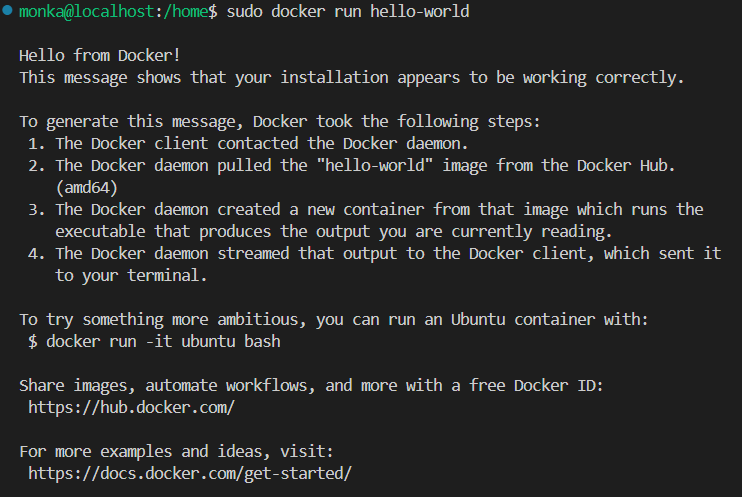 monka@localhost:/home$ sudo docker run hello-world
Hello from Docker!
This message shows that your installation appears to be working correctly.
To generate this message, Docker took the following steps:
1. The Docker client contacted the Docker daemon.
2. The Docker daemon pulled the "hello-world" image from the Docker Hub.
(amd64)
3. The Docker daemon created a new container from that image which runs the
executable that produces the output you are currently reading.
4. The Docker daemon streamed that output to the Docker client, which sent it
to your terminal.
To try something more ambitious, you can run an Ubuntu container with:
$ docker run -it ubuntu bash
Share images, automate workflows, and more with a free Docker ID:
https://hub.docker.com/
For more examples and ideas, visit:
https://docs.docker.com/get-started/